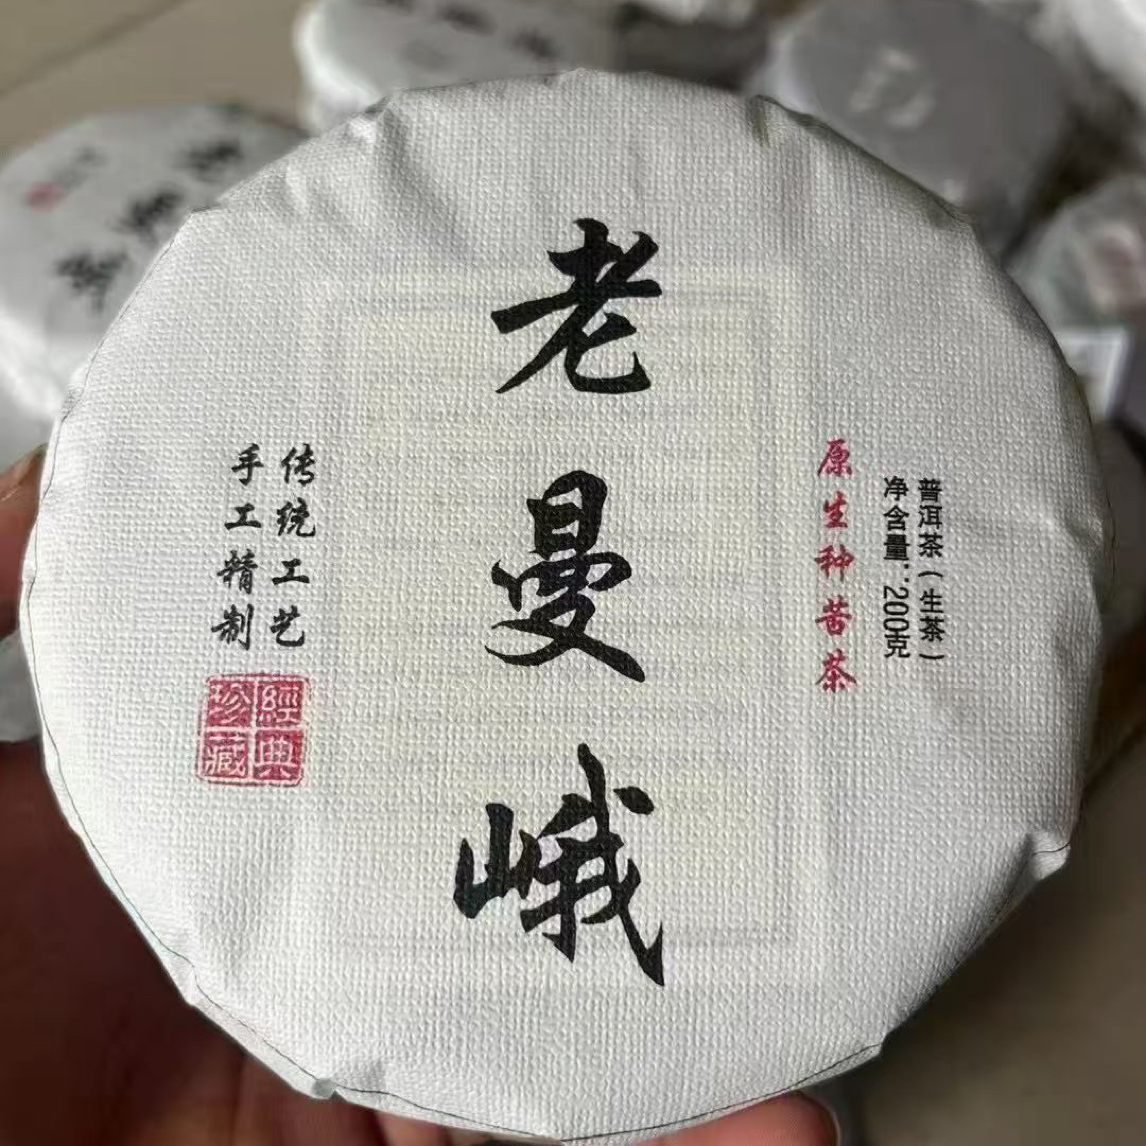 老曼峨
普洱茶(生茶)
净含量:200克
原生种苦茶
传统工艺
手工精制
經典
珍藏